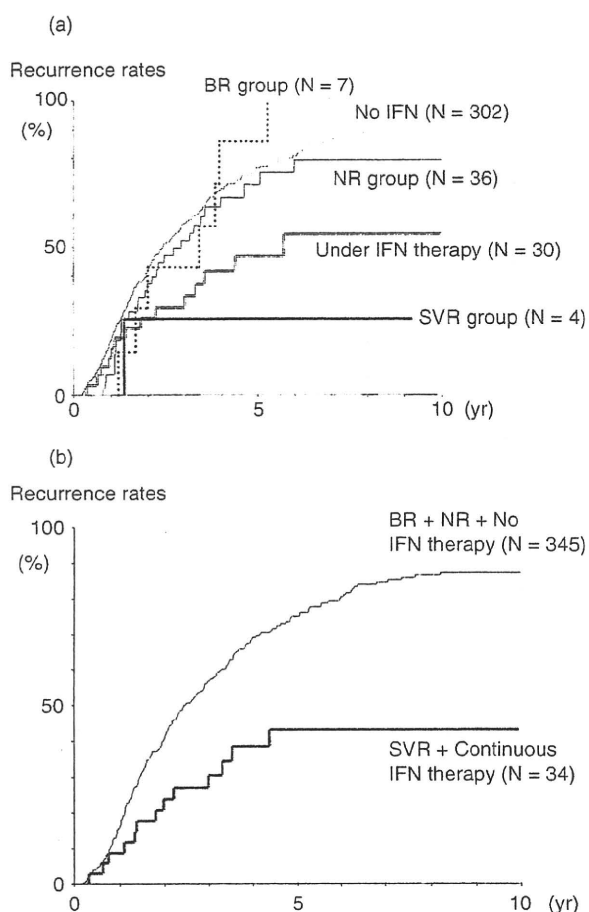 (a)
Recurrence rates
100
(%)
50
0
BR group (N = 7)
No IFN (N = 302)
NR group (N = 36)
Under IFN therapy (N = 30)
SVR group (N = 4)
0
5
10
(yr)
(b)
Recurrence rates
100
(%)
50
0
BR + NR + No
IFN therapy (N = 345)
SVR + Continuous
IFN therapy (N = 34)
0
5
10
(yr)